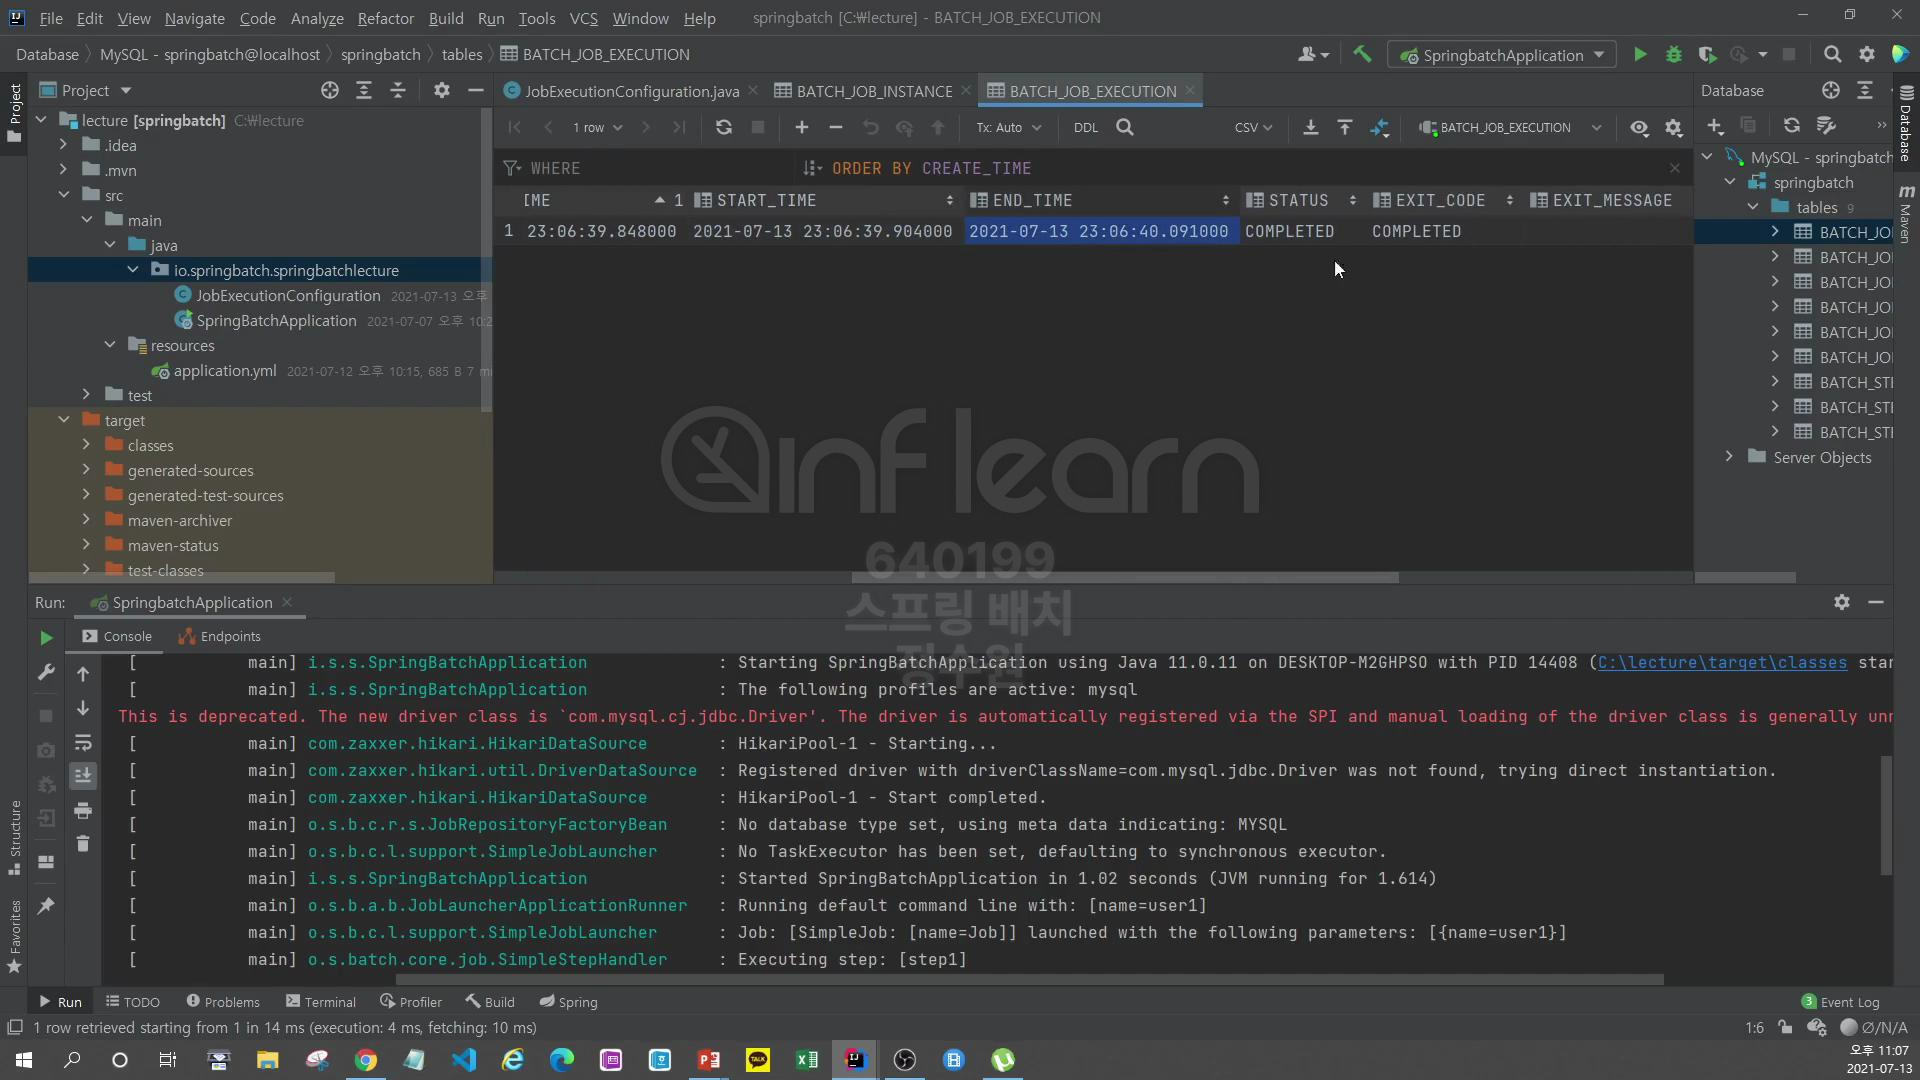 File Edit View Navigate Code Analyze Refactor Build Run Tools VCS Window Help springbatch [C:₩lecture] - BATCH_JOB_EXECUTION
Database MySQL - springbatch@localhost springbatch tables BATCH_JOB_EXECUTION SpringbatchApplication
Project
JobExecutionConfiguration.java BATCH_JOB_INSTANCE BATCH_JOB_EXECUTION
Database
1 row Tx: Auto DDL CSV BATCH_JOB_EXECUTION
WHERE ORDER BY CREATE_TIME
IME 1 START_TIME END_TIME STATUS EXIT_CODE EXIT_MESSAGE
1 23:06:39.848000 2021-07-13 23:06:39.904000 2021-07-13 23:06:40.091000 COMPLETED COMPLETED
Project
lecture [springbatch] C:₩lecture
.idea
.mvn
src
main
java
io.springbatch.springbatchlecture
JobExecutionConfiguration 2021-07-13 오후
SpringBatchApplication 2021-07-07 오후 10:2
resources
application.yml 2021-07-12 오후 10:15, 685 B 7 mi
test
target
classes
generated-sources
generated-test-sources
maven-archiver
maven-status
test-classes
MySQL - springbatch
springbatch
tables 9
BATCH_JO
BATCH_JO
BATCH_JO
BATCH_JO
BATCH_JO
BATCH_JO
BATCH_STE
BATCH_STE
BATCH_STE
Server Objects
Database
Maven
inflearn
640199
스프링 배치
정수원
Run: SpringbatchApplication
Console Endpoints
[ main] i.s.s.SpringBatchApplication : Starting SpringBatchApplication using Java 11.0.11 on DESKTOP-M2GHPSO with PID 14408 (C:\lecture\target\classes star
[ main] i.s.s.SpringBatchApplication : The following profiles are active: mysql
This is deprecated. The new driver class is `com.mysql.cj.jdbc.Driver'. The driver is automatically registered via the SPI and manual loading of the driver class is generally unn
[ main] com.zaxxer.hikari.HikariDataSource : HikariPool-1 - Starting...
[ main] com.zaxxer.hikari.util.DriverDataSource : Registered driver with driverClassName=com.mysql.jdbc.Driver was not found, trying direct instantiation.
[ main] com.zaxxer.hikari.HikariDataSource : HikariPool-1 - Start completed.
[ main] o.s.b.c.r.s.JobRepositoryFactoryBean : No database type set, using meta data indicating: MYSQL
[ main] o.s.b.c.l.support.SimpleJobLauncher : No TaskExecutor has been set, defaulting to synchronous executor.
[ main] i.s.s.SpringBatchApplication : Started SpringBatchApplication in 1.02 seconds (JVM running for 1.614)
[ main] o.s.b.a.b.JobLauncherApplicationRunner : Running default command line with: [name=user1]
[ main] o.s.b.c.l.support.SimpleJobLauncher : Job: [SimpleJob: [name=Job]] launched with the following parameters: [{name=user1}]
[ main] o.s.batch.core.job.SimpleStepHandler : Executing step: [step1]
Structure
Favorites
Run TODO Problems Terminal Profiler Build Spring 3 Event Log
1 row retrieved starting from 1 in 14 ms (execution: 4 ms, fetching: 10 ms) 1:6 Ø/N/A
TALK
오후 11:07
2021-07-13